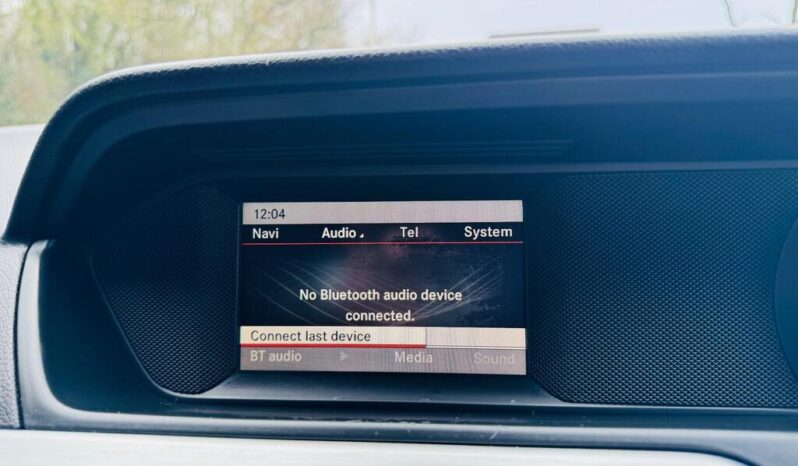 12:04
Navi Audio Tel System
No Bluetooth audio device
connected.
Connect last device
BT audio Media Sound